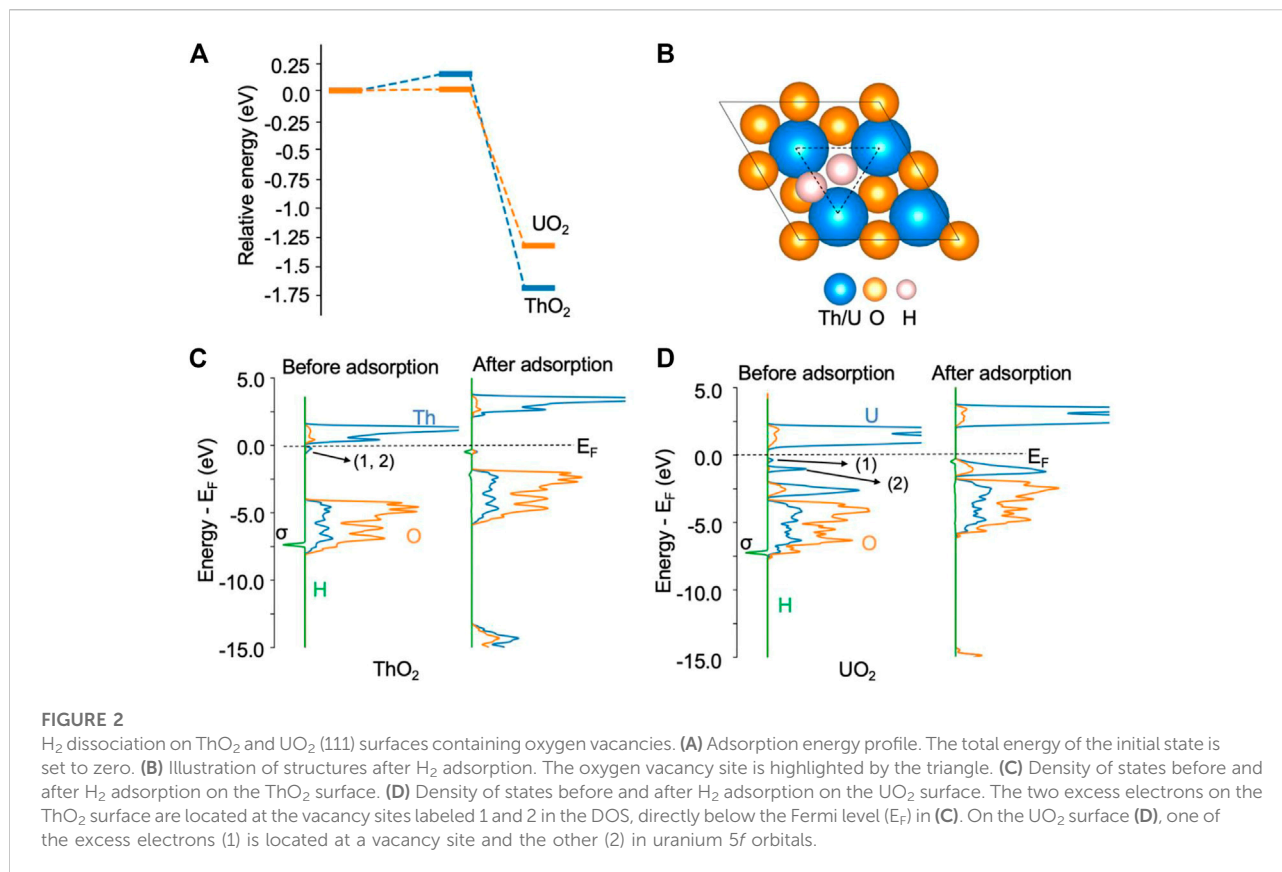 A
0.25
0.0
-0.25
-0.5
-0.75
-1.0
-1.25
-1.5
-1.75
Relative energy (eV)
UO2
ThO2
B
Th/U O H
C
Before adsorption After adsorption
5.0
0.0
-5.0
-10.0
-15.0
Energy - EF (eV)
Th
EF
(1, 2)
σ
O
H
ThO2
D
Before adsorption After adsorption
5.0
0.0
-5.0
-10.0
-15.0
Energy - EF (eV)
U
EF
(1)
(2)
σ
O
H
UO2
FIGURE 2
H2 dissociation on ThO2 and UO2 (111) surfaces containing oxygen vacancies. (A) Adsorption energy profile. The total energy of the initial state is
set to zero. (B) Illustration of structures after H2 adsorption. The oxygen vacancy site is highlighted by the triangle. (C) Density of states before and
after H2 adsorption on the ThO2 surface. (D) Density of states before and after H2 adsorption on the UO2 surface. The two excess electrons on the
ThO2 surface are located at the vacancy sites labeled 1 and 2 in the DOS, directly below the Fermi level (EF) in (C). On the UO2 surface (D), one of
the excess electrons (1) is located at a vacancy site and the other (2) in uranium 5f orbitals.